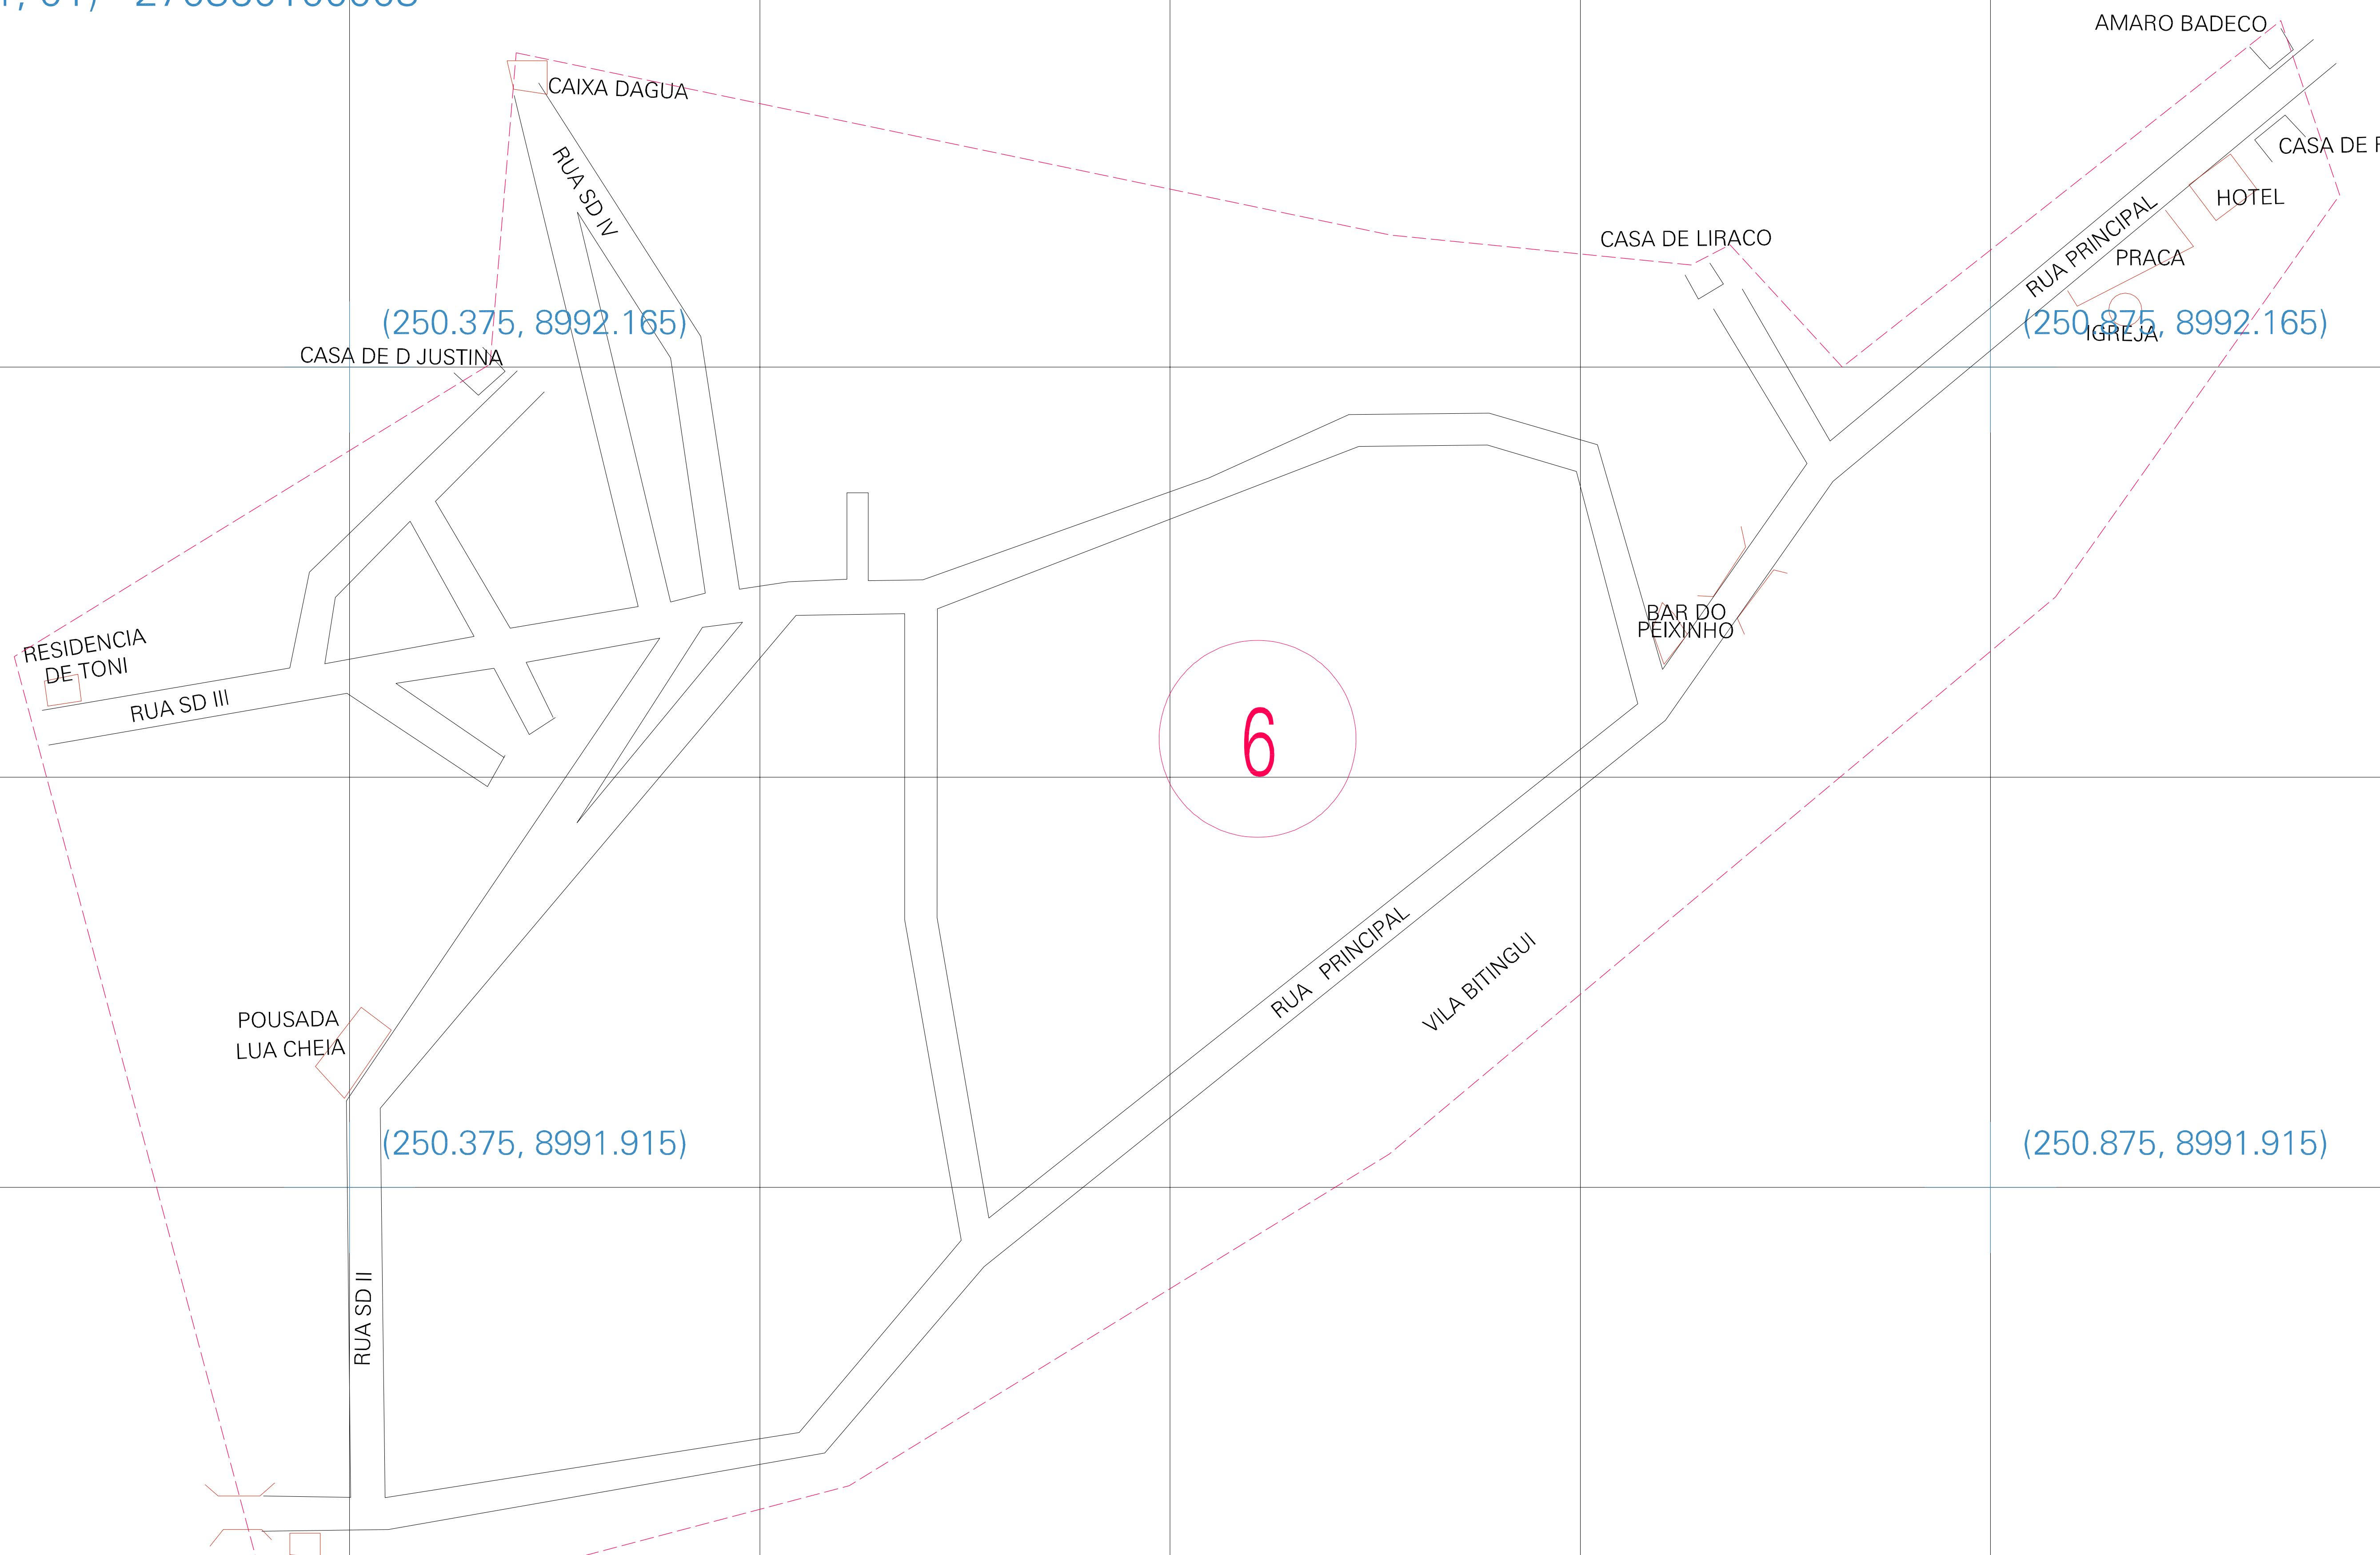 AMARO BADECO
CAIXA DAGUA
CASA DE
RUA SD IV
HOTEL
RUA PRINCIPAL
CASA DE LIRACO
PRACA
(250.375, 8992.165)
(250.875, 8992.165)
IGREJA
CASA DE D JUSTINA
BAR DO
PEIXINHO
RESIDENCIA
DE TONI
RUA SD III
6
RUA PRINCIPAL
VILA BITINGUI
POUSADA
LUA CHEIA
(250.375, 8991.915)
(250.875, 8991.915)
RUA SD II